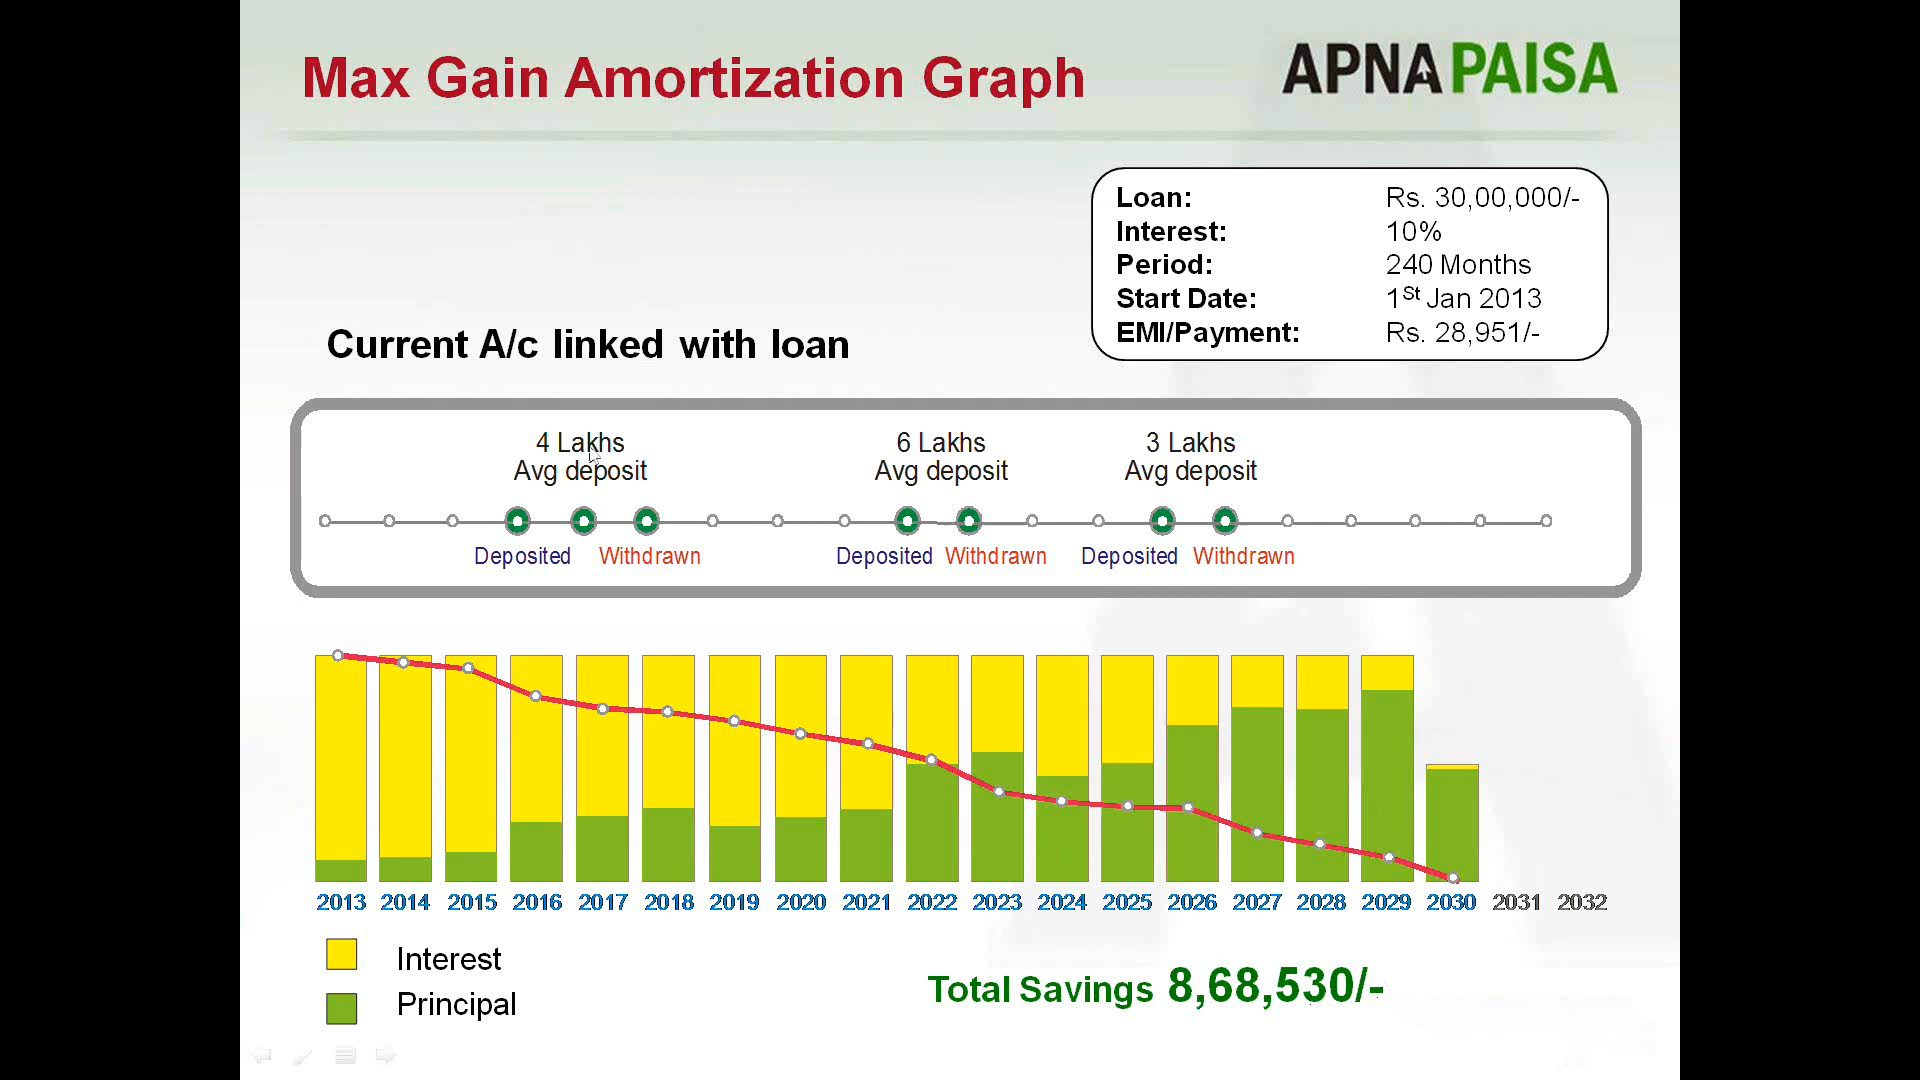 Max Gain Amortization Graph
APNAPAISA
Loan: Rs. 30,00,000/-
Interest: 10%
Period: 240 Months
Start Date: 1St Jan 2013
EMI/Payment: Rs. 28,951/-
Current A/c linked with loan
4 Lakhs
Avg deposit
6 Lakhs
Avg deposit
3 Lakhs
Avg deposit
Deposited Withdrawn Deposited Withdrawn Deposited Withdrawn
2013 2014 2015 2016 2017 2018 2019 2020 2021 2022 2023 2024 2025 2026 2027 2028 2029 2030 2031 2032
Interest
Principal
Total Savings 8,68,530/-